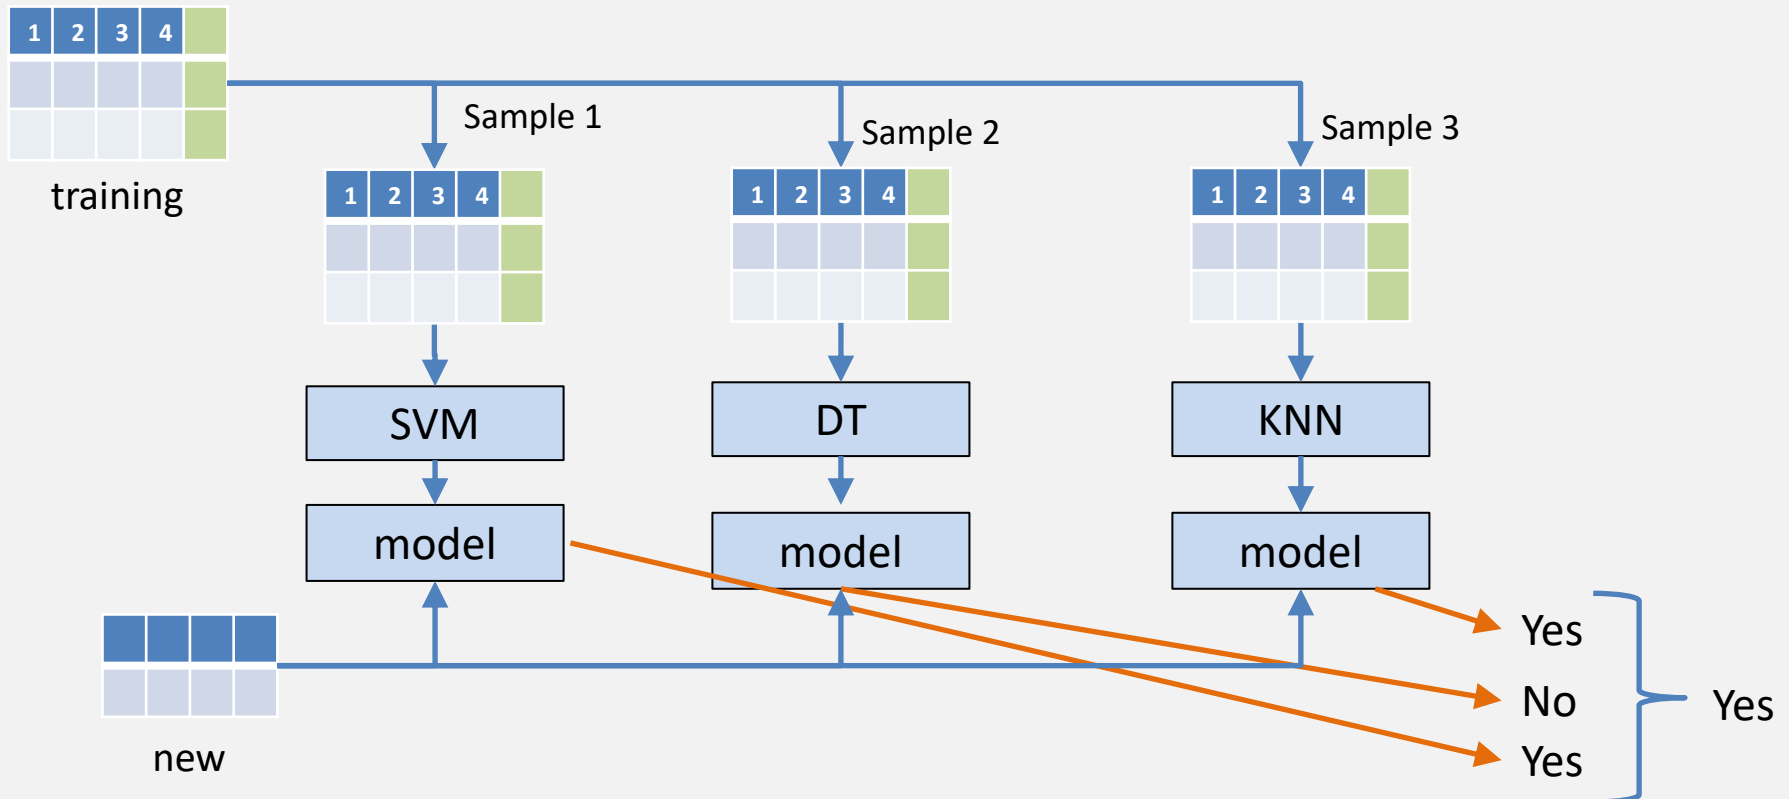 1 2 3 4
training
Sample 1
Sample 2
Sample 3
1 2 3 4
1 2 3 4
1 2 3 4
SVM
DT
KNN
model
model
model
new
Yes
No
Yes
Yes